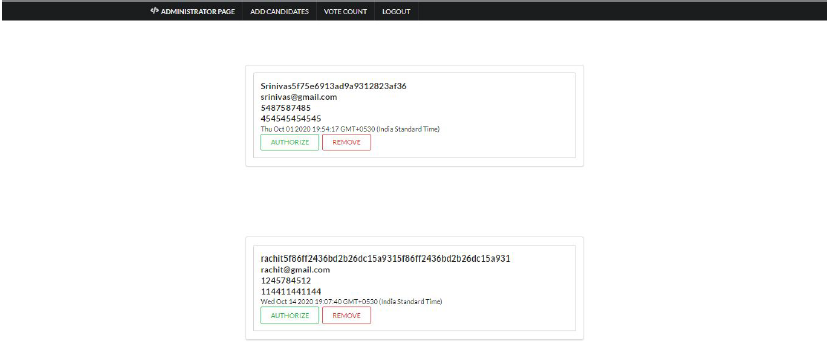 </> ADMINISTRATOR PAGE ADD CANDIDATES VOTE COUNT LOGOUT
Srinivas5f75e6913ad9a9312823af36
srinivas@gmail.com
5487587485
454545454545
Thu Oct 01 2020 19:54:17 GMT+0530 (India Standard Time)
AUTHORIZE REMOVE
rachit5f86ff2436bd2b26dc15a9315f86ff2436bd2b26dc15a931
rachit@gmail.com
1245784512
114411441144
Wed Oct 14 2020 19:07:40 GMT+0530 (India Standard Time)
AUTHORIZE REMOVE